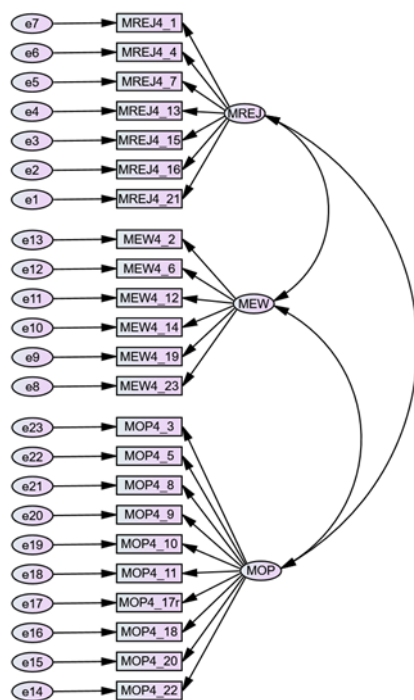 e7 MREJ4_1
e6 MREJ4_4
e5 MREJ4_7
e4 MREJ4_13 MREJ
e3 MREJ4_15
e2 MREJ4_16
e1 MREJ4_21
e13 MEW4_2
e12 MEW4_6
e11 MEW4_12 MEW
e10 MEW4_14
e9 MEW4_19
e8 MEW4_23
e23 MOP4_3
e22 MOP4_5
e21 MOP4_8
e20 MOP4_9
e19 MOP4_10
e18 MOP4_11 MOP
e17 MOP4_17r
e16 MOP4_18
e15 MOP4_20
e14 MOP4_22